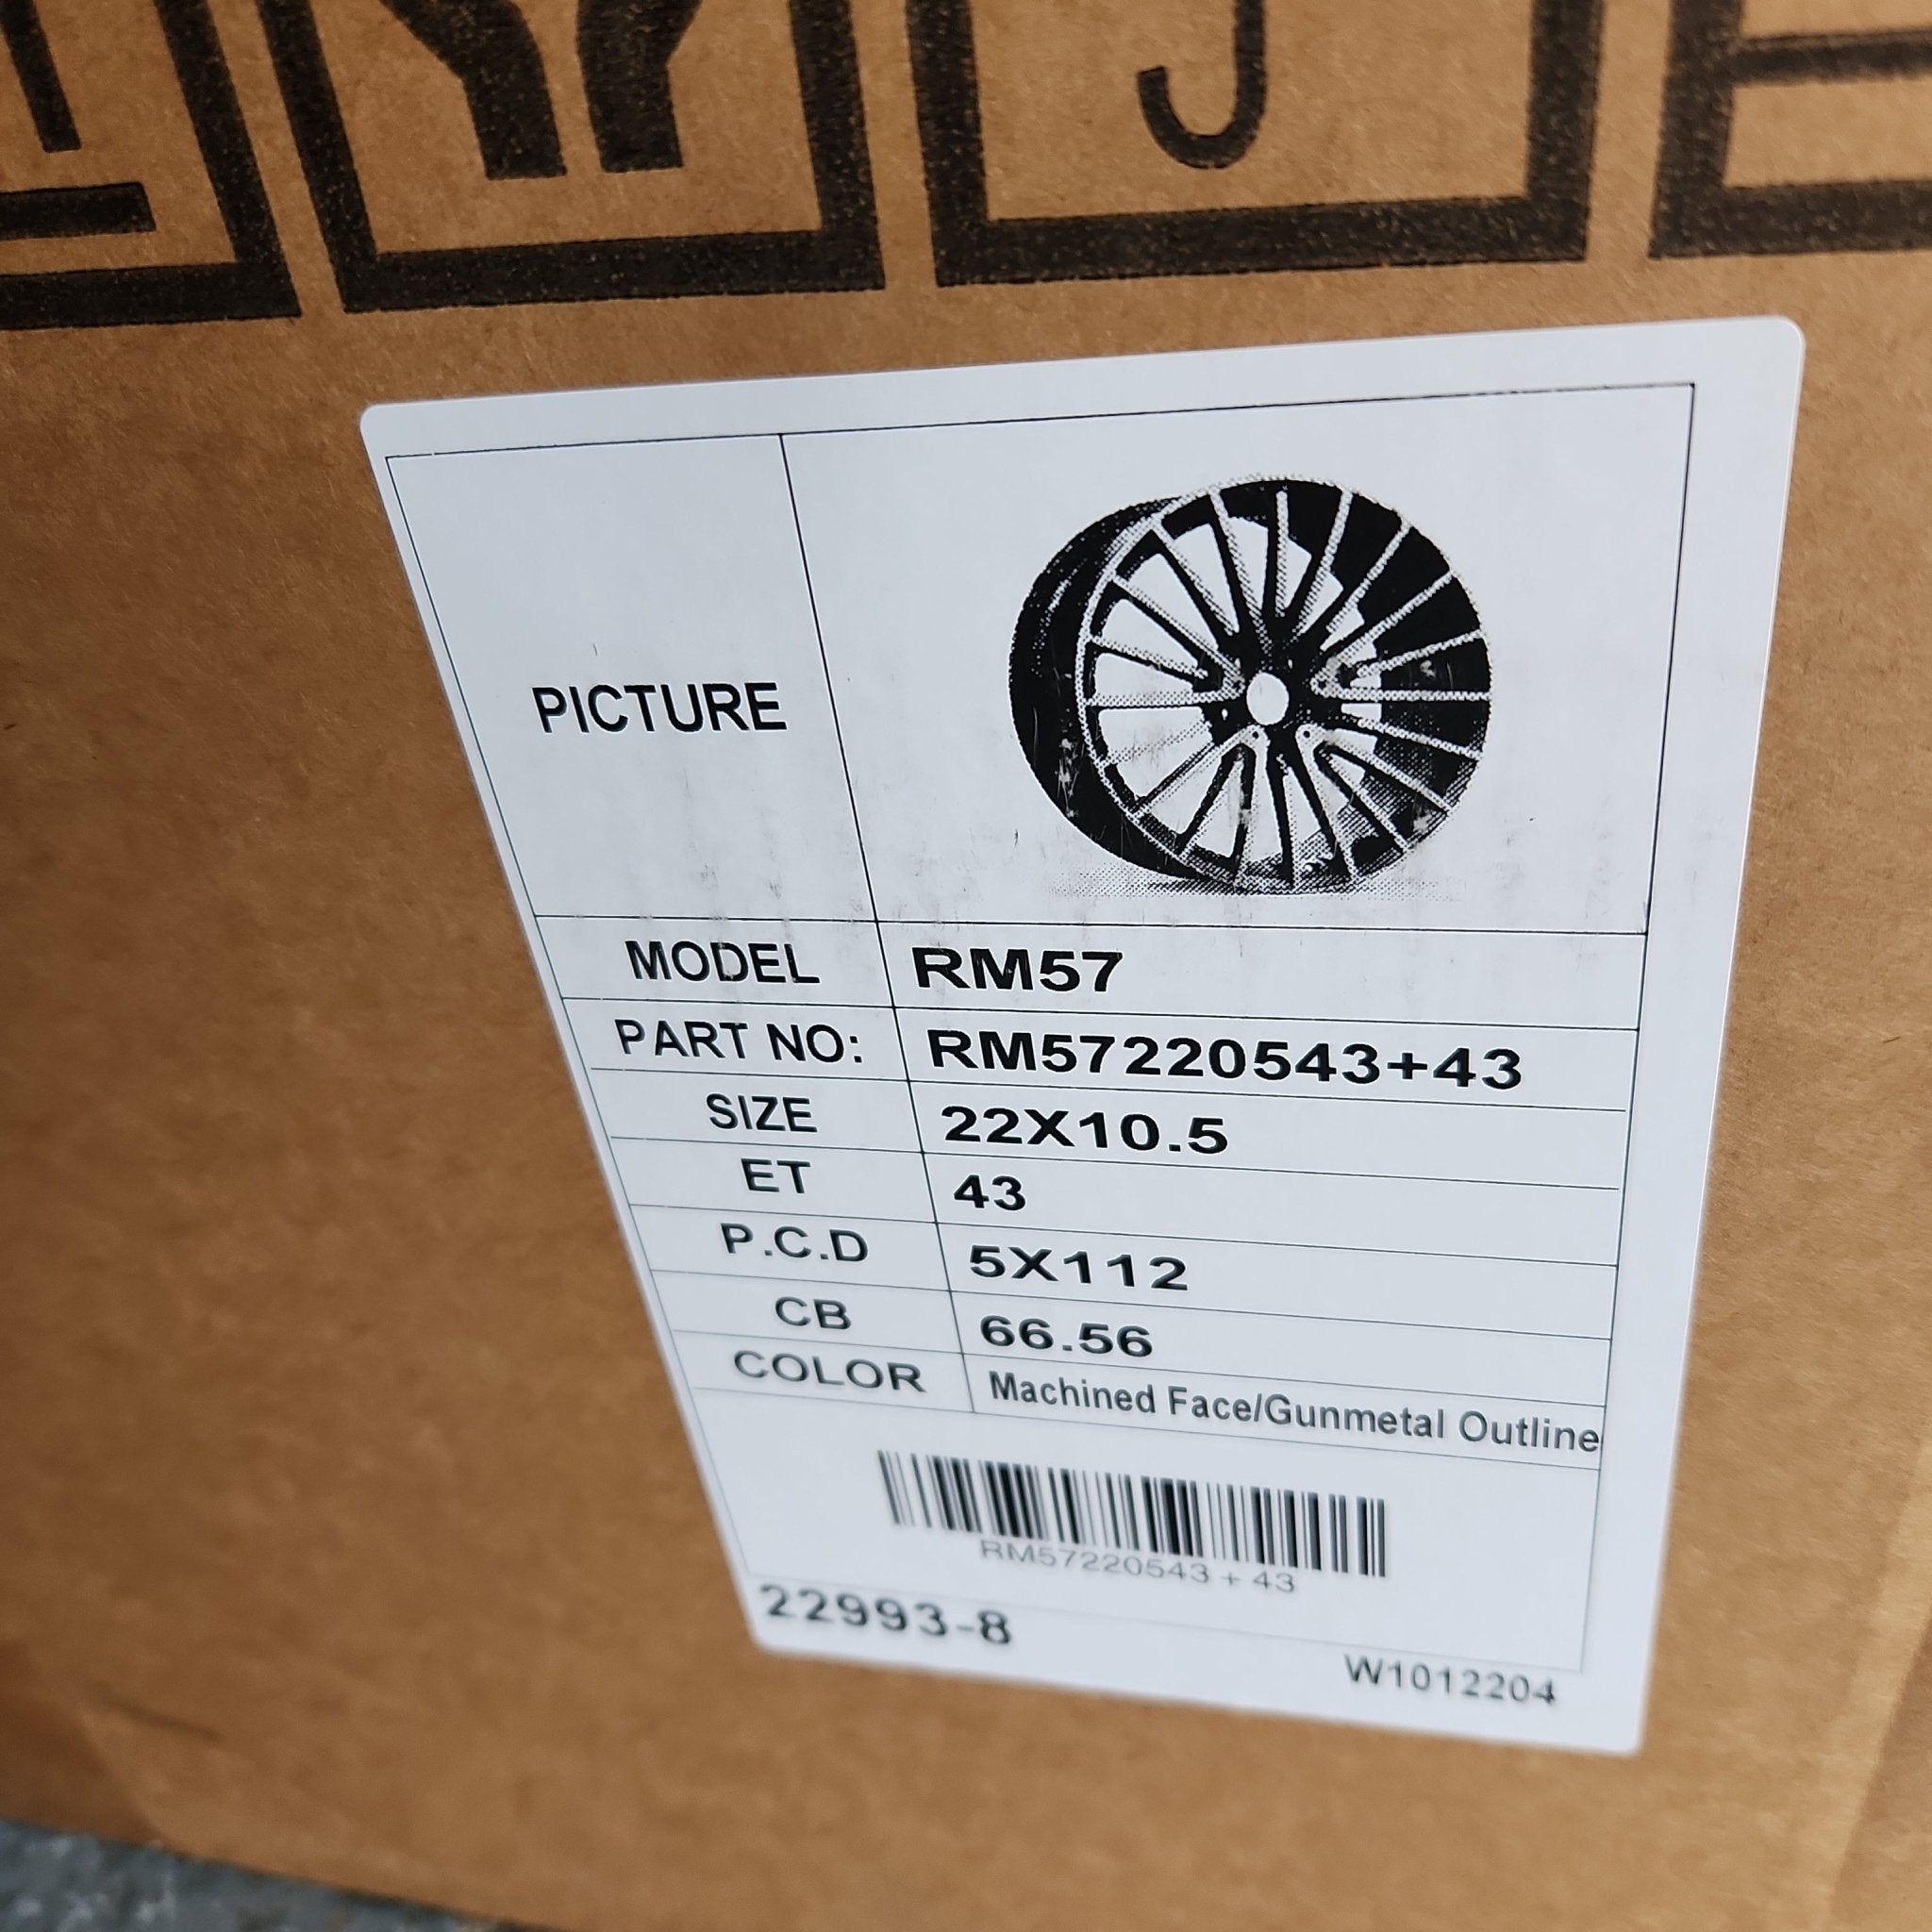 PICTURE
MODEL RM57
PART NO: RM57220543+43
SIZE 22X10.5
ET 43
P.C.D 5X112
CB 66.56
COLOR Machined Face/Gunmetal Outline
RM57220543 + 43
22993-8
W1012204